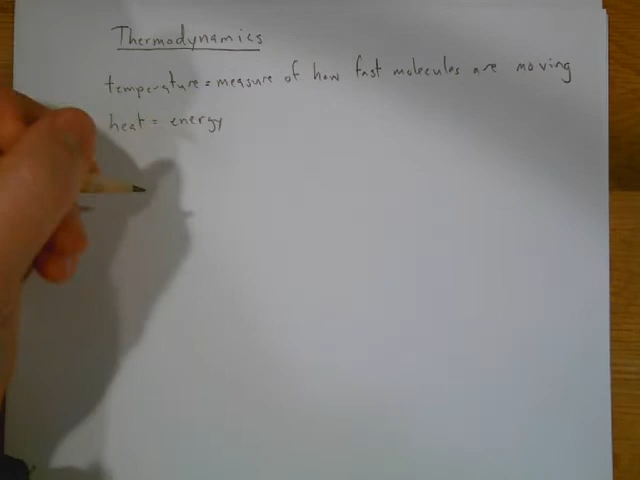 Thermodynamics
temperature = measure of how fast molecules are moving
heat = energy